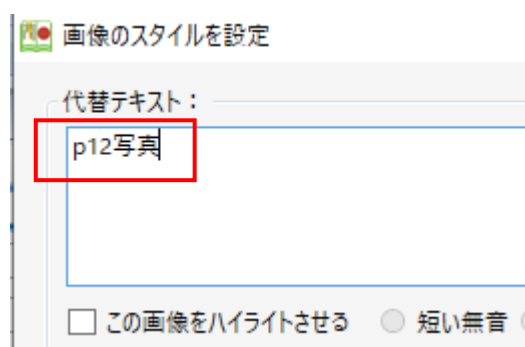 画像のスタイルを設定
代替テキスト：
p12写真
この画像をハイライトさせる 短い無音